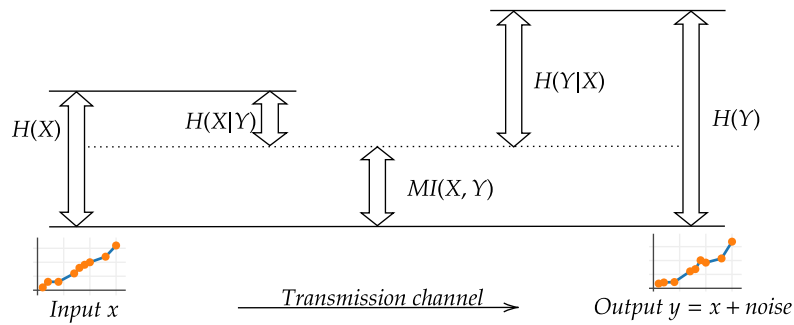 H(Y|X)
H(X|Y)
H(X)
H(Y)
MI(X, Y)
Transmission channel
Input x
Output y = x + noise